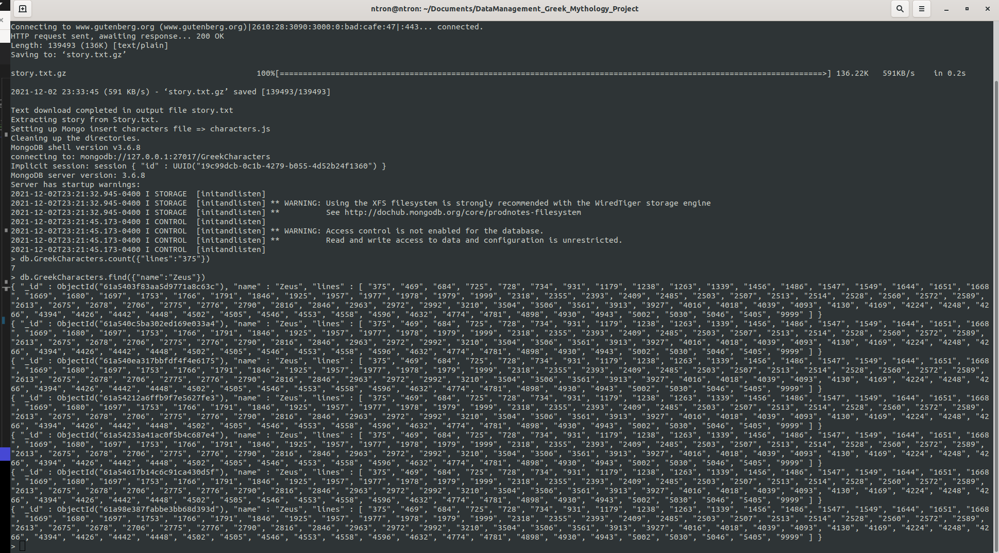 ntron@ntron: ~/Documents/DataManagement_Greek_Mythology_Project
Connecting to www.gutenberg.org (www.gutenberg.org)|2610:28:3090:3000:0:bad:cafe:47|:443... connected.
HTTP request sent, awaiting response... 200 OK
Length: 139493 (136K) [text/plain]
Saving to: ‘story.txt.gz’
story.txt.gz 100%[=====================================================================================================================>] 136.22K 591KB/s in 0.2s
2021-12-02 23:33:45 (591 KB/s) - ‘story.txt.gz’ saved [139493/139493]
Text download completed in output file story.txt
Extracting story from Story.txt.
Setting up Mongo insert characters file => characters.js
Cleaning up the directories.
MongoDB shell version v3.6.8
connecting to: mongodb://127.0.0.1:27017/GreekCharacters
Implicit session: session { "id" : UUID("19c99dcb-0c1b-4279-b055-4d52b24f1360") }
MongoDB server version: 3.6.8
Server has startup warnings:
2021-12-02T23:21:32.945-0400 I STORAGE  [initandlisten]
2021-12-02T23:21:32.945-0400 I STORAGE  [initandlisten] ** WARNING: Using the XFS filesystem is strongly recommended with the WiredTiger storage engine
2021-12-02T23:21:32.945-0400 I STORAGE  [initandlisten] **          See http://dochub.mongodb.org/core/prodnotes-filesystem
2021-12-02T23:21:45.173-0400 I CONTROL  [initandlisten]
2021-12-02T23:21:45.173-0400 I CONTROL  [initandlisten] ** WARNING: Access control is not enabled for the database.
2021-12-02T23:21:45.173-0400 I CONTROL  [initandlisten] **          Read and write access to data and configuration is unrestricted.
2021-12-02T23:21:45.173-0400 I CONTROL  [initandlisten]
> db.GreekCharacters.count({"lines":"375"})
7
> db.GreekCharacters.find({"name":"Zeus"})
{ "_id" : ObjectId("61a5403f83aa5d9771a8c63c"), "name" : "Zeus", "lines" : [ "375", "469", "684", "725", "728", "734", "931", "1179", "1238", "1263", "1339", "1456", "1486", "1547", "1549", "1644", "1651", "1668
", "1669", "1680", "1697", "1753", "1766", "1791", "1846", "1925", "1957", "1977", "1978", "1979", "1999", "2318", "2355", "2393", "2409", "2485", "2503", "2507", "2513", "2514", "2528", "2560", "2572", "2589",
"2613", "2675", "2678", "2706", "2775", "2776", "2790", "2816", "2846", "2963", "2972", "2992", "3210", "3504", "3506", "3561", "3913", "3927", "4016", "4018", "4039", "4093", "4130", "4169", "4224", "4248", "42
66", "4394", "4426", "4442", "4448", "4502", "4505", "4546", "4553", "4558", "4596", "4632", "4774", "4781", "4898", "4930", "4943", "5002", "5030", "5046", "5405", "9999" ] }
{ "_id" : ObjectId("61a540c5ba302ed169e033a4"), "name" : "Zeus", "lines" : [ "375", "469", "684", "725", "728", "734", "931", "1179", "1238", "1263", "1339", "1456", "1486", "1547", "1549", "1644", "1651", "1668
", "1669", "1680", "1697", "1753", "1766", "1791", "1846", "1925", "1957", "1977", "1978", "1979", "1999", "2318", "2355", "2393", "2409", "2485", "2503", "2507", "2513", "2514", "2528", "2560", "2572", "2589",
"2613", "2675", "2678", "2706", "2775", "2776", "2790", "2816", "2846", "2963", "2972", "2992", "3210", "3504", "3506", "3561", "3913", "3927", "4016", "4018", "4039", "4093", "4130", "4169", "4224", "4248", "42
66", "4394", "4426", "4442", "4448", "4502", "4505", "4546", "4553", "4558", "4596", "4632", "4774", "4781", "4898", "4930", "4943", "5002", "5030", "5046", "5405", "9999" ] }
{ "_id" : ObjectId("61a540ea317bbfdf4f4e6175"), "name" : "Zeus", "lines" : [ "375", "469", "684", "725", "728", "734", "931", "1179", "1238", "1263", "1339", "1456", "1486", "1547", "1549", "1644", "1651", "1668
", "1669", "1680", "1697", "1753", "1766", "1791", "1846", "1925", "1957", "1977", "1978", "1979", "1999", "2318", "2355", "2393", "2409", "2485", "2503", "2507", "2513", "2514", "2528", "2560", "2572", "2589",
"2613", "2675", "2678", "2706", "2775", "2776", "2790", "2816", "2846", "2963", "2972", "2992", "3210", "3504", "3506", "3561", "3913", "3927", "4016", "4018", "4039", "4093", "4130", "4169", "4224", "4248", "42
66", "4394", "4426", "4442", "4448", "4502", "4505", "4546", "4553", "4558", "4596", "4632", "4774", "4781", "4898", "4930", "4943", "5002", "5030", "5046", "5405", "9999" ] }
{ "_id" : ObjectId("61a54212a6ffb9f7e5627fe3"), "name" : "Zeus", "lines" : [ "375", "469", "684", "725", "728", "734", "931", "1179", "1238", "1263", "1339", "1456", "1486", "1547", "1549", "1644", "1651", "1668
", "1669", "1680", "1697", "1753", "1766", "1791", "1846", "1925", "1957", "1977", "1978", "1979", "1999", "2318", "2355", "2393", "2409", "2485", "2503", "2507", "2513", "2514", "2528", "2560", "2572", "2589",
"2613", "2675", "2678", "2706", "2775", "2776", "2790", "2816", "2846", "2963", "2972", "2992", "3210", "3504", "3506", "3561", "3913", "3927", "4016", "4018", "4039", "4093", "4130", "4169", "4224", "4248", "42
66", "4394", "4426", "4442", "4448", "4502", "4505", "4546", "4553", "4558", "4596", "4632", "4774", "4781", "4898", "4930", "4943", "5002", "5030", "5046", "5405", "9999" ] }
{ "_id" : ObjectId("61a54233a41ac0f5b4c687e4"), "name" : "Zeus", "lines" : [ "375", "469", "684", "725", "728", "734", "931", "1179", "1238", "1263", "1339", "1456", "1486", "1547", "1549", "1644", "1651", "1668
", "1669", "1680", "1697", "1753", "1766", "1791", "1846", "1925", "1957", "1977", "1978", "1979", "1999", "2318", "2355", "2393", "2409", "2485", "2503", "2507", "2513", "2514", "2528", "2560", "2572", "2589",
"2613", "2675", "2678", "2706", "2775", "2776", "2790", "2816", "2846", "2963", "2972", "2992", "3210", "3504", "3506", "3561", "3913", "3927", "4016", "4018", "4039", "4093", "4130", "4169", "4224", "4248", "42
66", "4394", "4426", "4442", "4448", "4502", "4505", "4546", "4553", "4558", "4596", "4632", "4774", "4781", "4898", "4930", "4943", "5002", "5030", "5046", "5405", "9999" ] }
{ "_id" : ObjectId("61a54617b14c6c91ca430d5f"), "name" : "Zeus", "lines" : [ "375", "469", "684", "725", "728", "734", "931", "1179", "1238", "1263", "1339", "1456", "1486", "1547", "1549", "1644", "1651", "1668
", "1669", "1680", "1697", "1753", "1766", "1791", "1846", "1925", "1957", "1977", "1978", "1979", "1999", "2318", "2355", "2393", "2409", "2485", "2503", "2507", "2513", "2514", "2528", "2560", "2572", "2589",
"2613", "2675", "2678", "2706", "2775", "2776", "2790", "2816", "2846", "2963", "2972", "2992", "3210", "3504", "3506", "3561", "3913", "3927", "4016", "4018", "4039", "4093", "4130", "4169", "4224", "4248", "42
66", "4394", "4426", "4442", "4448", "4502", "4505", "4546", "4553", "4558", "4596", "4632", "4774", "4781", "4898", "4930", "4943", "5002", "5030", "5046", "5405", "9999" ] }
{ "_id" : ObjectId("61a98e387fabbe3bb68d393d"), "name" : "Zeus", "lines" : [ "375", "469", "684", "725", "728", "734", "931", "1179", "1238", "1263", "1339", "1456", "1486", "1547", "1549", "1644", "1651", "1668
", "1669", "1680", "1697", "1753", "1766", "1791", "1846", "1925", "1957", "1977", "1978", "1979", "1999", "2318", "2355", "2393", "2409", "2485", "2503", "2507", "2513", "2514", "2528", "2560", "2572", "2589",
"2613", "2675", "2678", "2706", "2775", "2776", "2790", "2816", "2846", "2963", "2972", "2992", "3210", "3504", "3506", "3561", "3913", "3927", "4016", "4018", "4039", "4093", "4130", "4169", "4224", "4248", "42
66", "4394", "4426", "4442", "4448", "4502", "4505", "4546", "4553", "4558", "4596", "4632", "4774", "4781", "4898", "4930", "4943", "5002", "5030", "5046", "5405", "9999" ] }
>